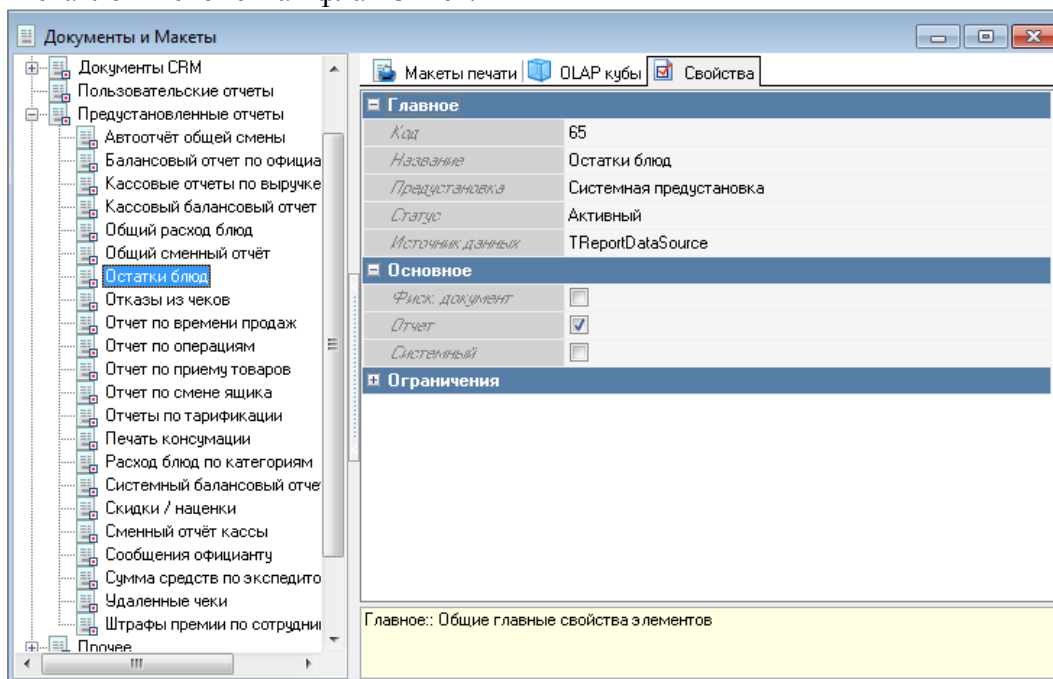 Документы и Макеты
Документы CRM
Пользовательские отчеты
Предустановленные отчеты
Автоотчёт общей смены
Балансовый отчет по официа
Кассовые отчеты по выручке
Кассовый балансовый отчет
Общий расход блюд
Общий сменный отчёт
Остатки блюд
Отказы из чеков
Отчет по времени продаж
Отчет по операциям
Отчет по приему товаров
Отчет по смене ящика
Отчеты по тарификации
Печать консумации
Расход блюд по категориям
Системный балансовый отче
Скидки / наценки
Сменный отчёт кассы
Сообщения официанту
Сумма средств по экспедито
Удаленные чеки
Штрафы премии по сотрудни
Прочее
Макеты печати OLAP кубы Свойства
Главное
Код 65
Название Остатки блюд
Предустановка Системная предустановка
Статус Активный
Источник данных TReportDataSource
Основное
Фиск. документ
Отчет
Системный
Ограничения
Главное:: Общие главные свойства элементов